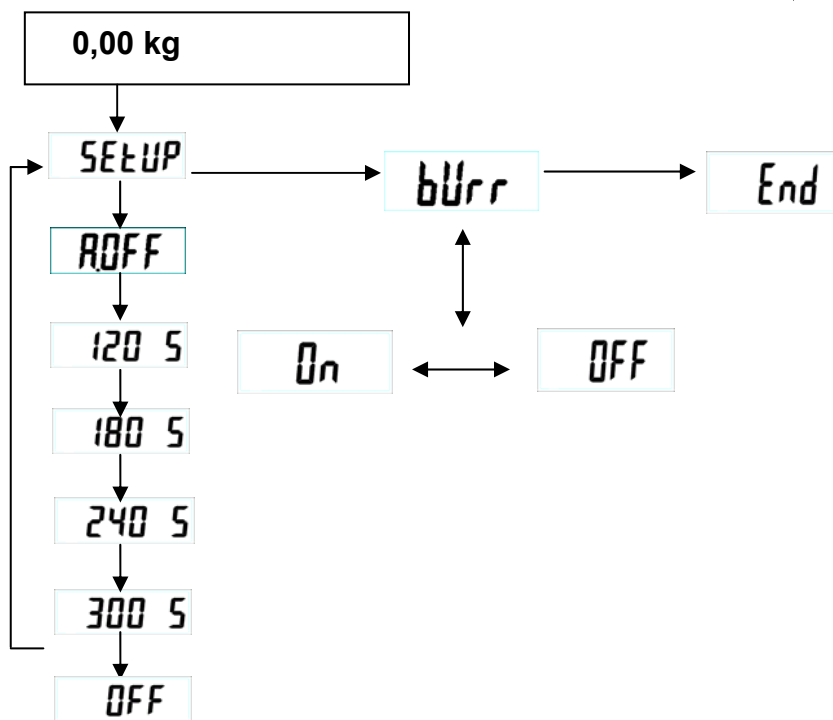 0,00 kg
SEtUP
bUrr
End
A.OFF
120 S
On
OFF
180 S
240 S
300 S
OFF